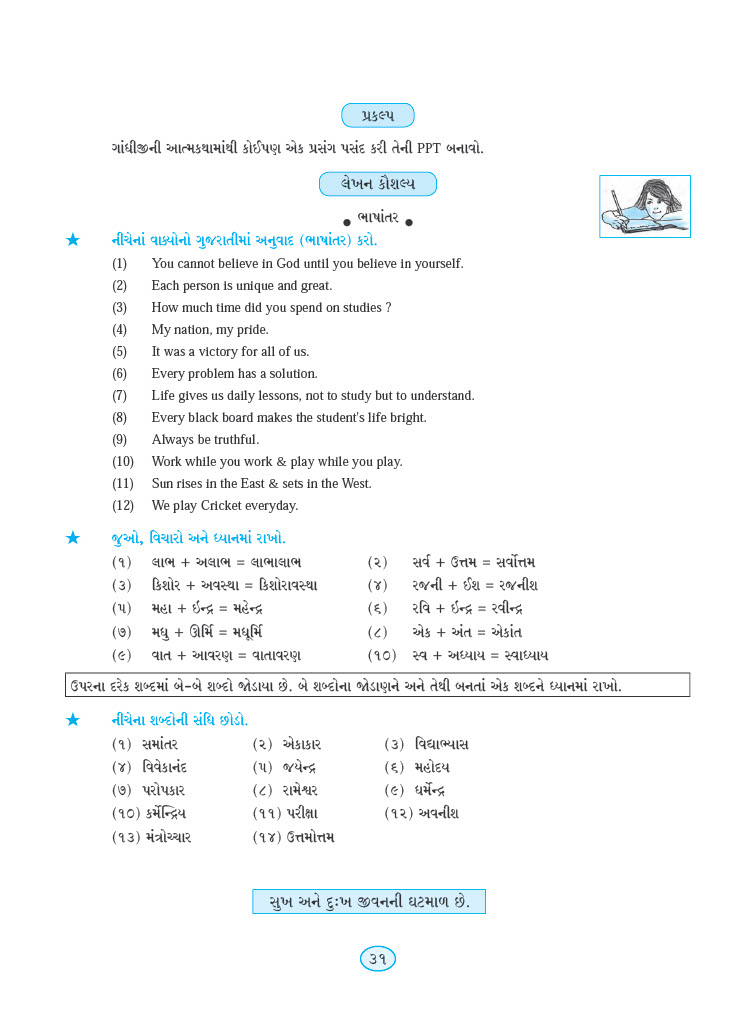 પ્રકલ્પ
ગાંધીજીની આત્મકથામાંથી કોઈપણ એક પ્રસંગ પસંદ કરી તેની PPT બનાવો.
લેખન કૌશલ્ય
● ભાષાંતર ●
★ નીચેનાં વાક્યોનો ગુજરાતીમાં અનુવાદ (ભાષાંતર) કરો.
(1) You cannot believe in God until you believe in yourself.
(2) Each person is unique and great.
(3) How much time did you spend on studies ?
(4) My nation, my pride.
(5) It was a victory for all of us.
(6) Every problem has a solution.
(7) Life gives us daily lessons, not to study but to understand.
(8) Every black board makes the student's life bright.
(9) Always be truthful.
(10) Work while you work & play while you play.
(11) Sun rises in the East & sets in the West.
(12) We play Cricket everyday.
★ જુઓ, વિચારો અને ધ્યાનમાં રાખો.
(૧) લાભ + અલાભ = લાભાલાભ (૨) સર્વ + ઉત્તમ = સર્વોત્તમ
(૩) કિશોર + અવસ્થા = કિશોરાવસ્થા (૪) રજની + ઈશ = રજનીશ
(૫) મહા + ઇન્દ્ર = મહેન્દ્ર (૬) રવિ + ઇન્દ્ર = રવીન્દ્ર
(૭) મધુ + ઊર્મિ = મધૂર્મિ (૮) એક + અંત = એકાંત
(૯) વાત + આવરણ = વાતાવરણ (૧૦) સ્વ + અધ્યાય = સ્વાધ્યાય
ઉપરના દરેક શબ્દમાં બે-બે શબ્દો જોડાયા છે. બે શબ્દોના જોડાણને અને તેથી બનતાં એક શબ્દને ધ્યાનમાં રાખો.
★ નીચેના શબ્દોની સંધિ છોડો.
(૧) સમાંતર (૨) એકાકાર (૩) વિદ્યાભ્યાસ
(૪) વિવેકાનંદ (૫) જયેન્દ્ર (૬) મહોદય
(૭) પરોપકાર (૮) રામેશ્વર (૯) ધર્મેન્દ્ર
(૧૦) કર્મેન્દ્રિય (૧૧) પરીક્ષા (૧૨) અવનીશ
(૧૩) મંત્રોચ્ચાર (૧૪) ઉત્તમોત્તમ
સુખ અને દુઃખ જીવનની ઘટમાળ છે.
૩૧